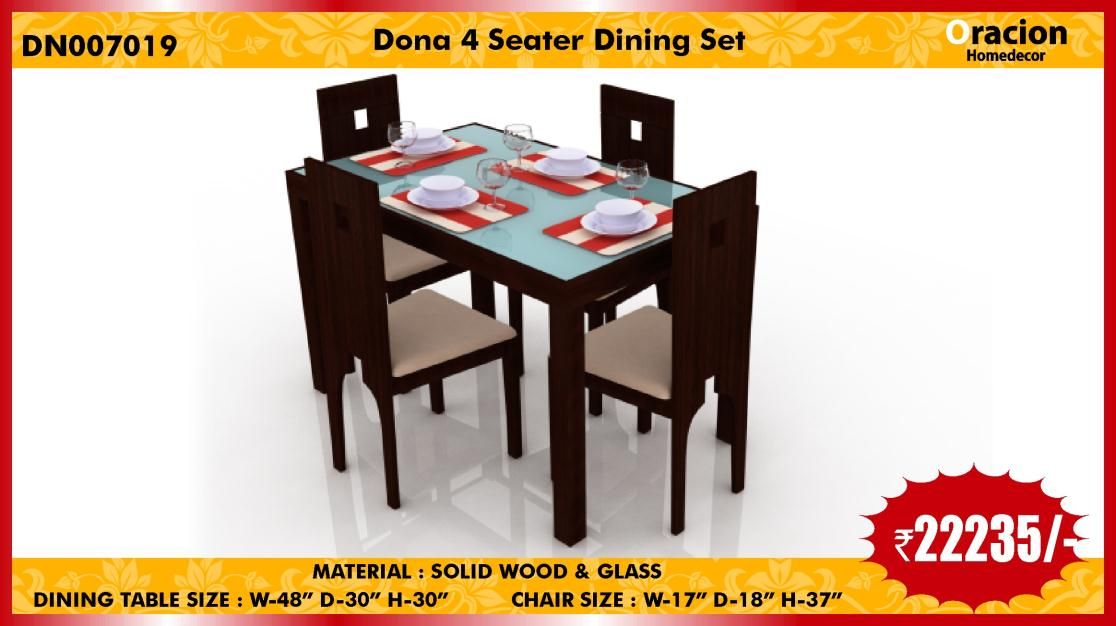 DN007019
Dona 4 Seater Dining Set
Oracion
Homedecor
₹22235/-
MATERIAL : SOLID WOOD & GLASS
DINING TABLE SIZE : W-48” D-30” H-30” CHAIR SIZE : W-17” D-18” H-37”